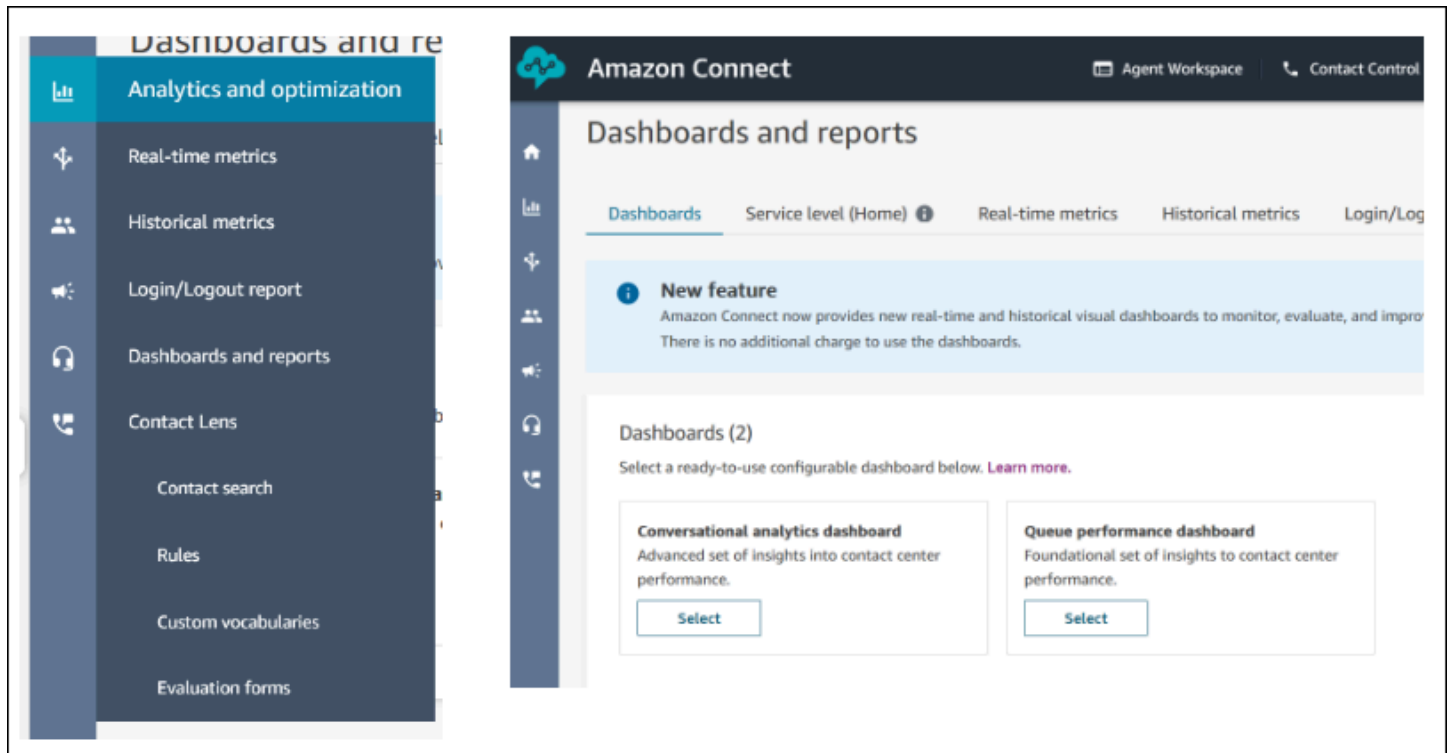 Dashboards and re
Analytics and optimization
Real-time metrics
Historical metrics
Login/Logout report
Dashboards and reports
Contact Lens
Contact search
Rules
Custom vocabularies
Evaluation forms
Amazon Connect
Agent Workspace
Contact Control
Dashboards and reports
Dashboards
Service level (Home)
Real-time metrics
Historical metrics
Login/Log
New feature
Amazon Connect now provides new real-time and historical visual dashboards to monitor, evaluate, and impro
There is no additional charge to use the dashboards.
Dashboards (2)
Select a ready-to-use configurable dashboard below. Learn more.
Conversational analytics dashboard
Advanced set of insights into contact center
performance.
Select
Queue performance dashboard
Foundational set of insights to contact center
performance.
Select